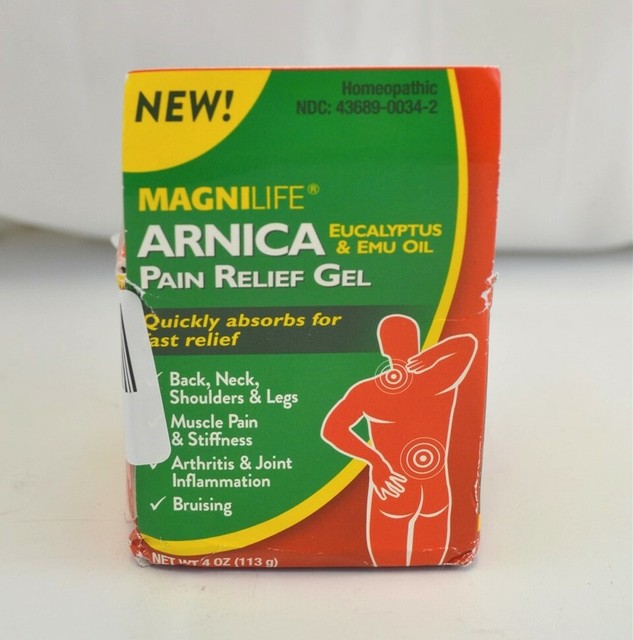 NEW!
Homeopathic
NDC: 43689-0034-2
MAGNILIFE®
ARNICA EUCALYPTUS & EMU OIL
PAIN RELIEF GEL
Quickly absorbs for
ast relief
Back, Neck,
Shoulders & Legs
Muscle Pain
& Stiffness
Arthritis & Joint
Inflammation
✓ Bruising
NET WT 4 OZ (113 g)